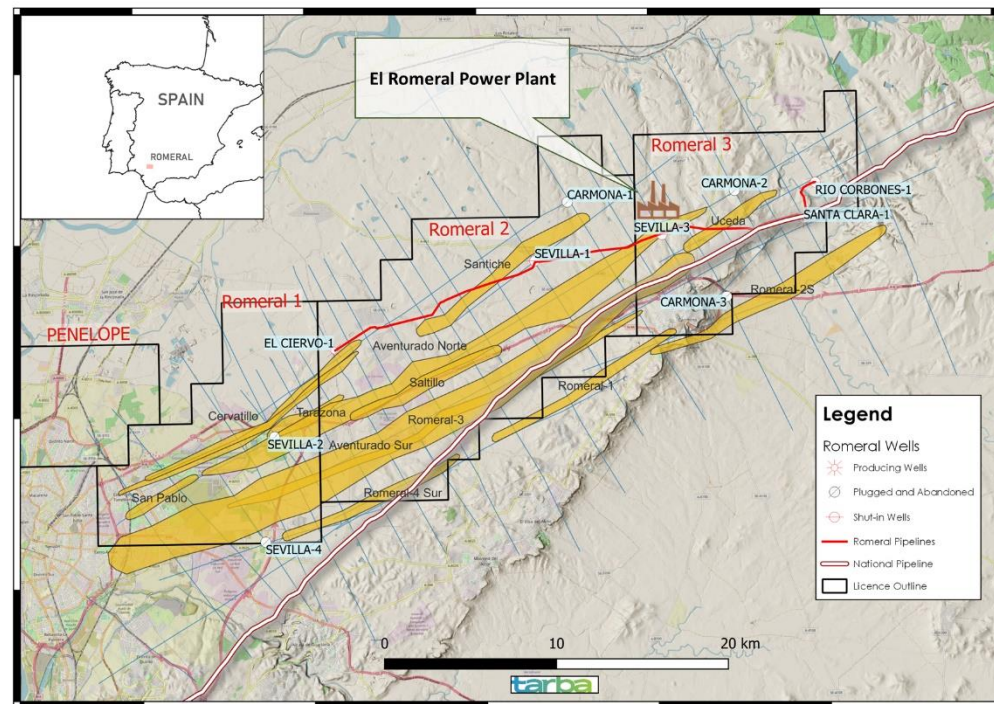 SPAIN
ROMERAL
El Romeral Power Plant
Romeral 3
CARMONA-1
CARMONA-2
RIO CORBONES-1
SANTA CLARA-1
Uceda
SEVILLA-3
Romeral 2
SEVILLA-1
Santiche
Romeral-2S
CARMONA-3
Romeral 1
PENELOPE
EL CIERVO-1
Aventurado Norte
Saltillo
Romeral-1
Cervatillo
Tarazona
Romeral-3
SEVILLA-2
Aventurado Sur
San Pablo
Romeral-4 Sur
SEVILLA-4
Legend
Romeral Wells
Producing Wells
Plugged and Abandoned
Shut-in Wells
Romeral Pipelines
National Pipeline
Licence Outline
0 10 20 km
tarba